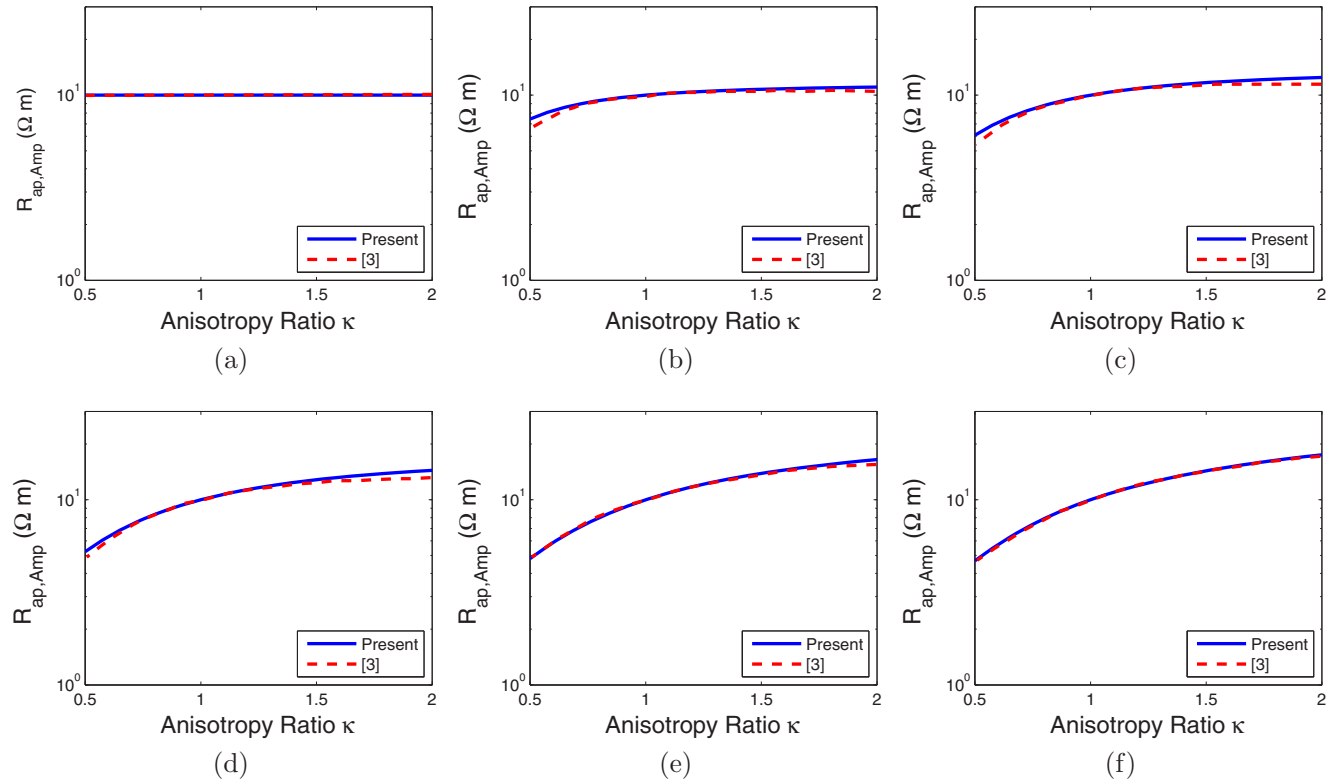 R_ap,Amp (Ω m)
10^1
10^0
Present
[3]
0.5 1 1.5 2
Anisotropy Ratio κ
(a)
R_ap,Amp (Ω m)
10^1
10^0
Present
[3]
0.5 1 1.5 2
Anisotropy Ratio κ
(b)
R_ap,Amp (Ω m)
10^1
10^0
Present
[3]
0.5 1 1.5 2
Anisotropy Ratio κ
(c)
R_ap,Amp (Ω m)
10^1
10^0
Present
[3]
0.5 1 1.5 2
Anisotropy Ratio κ
(d)
R_ap,Amp (Ω m)
10^1
10^0
Present
[3]
0.5 1 1.5 2
Anisotropy Ratio κ
(e)
R_ap,Amp (Ω m)
10^1
10^0
Present
[3]
0.5 1 1.5 2
Anisotropy Ratio κ
(f)